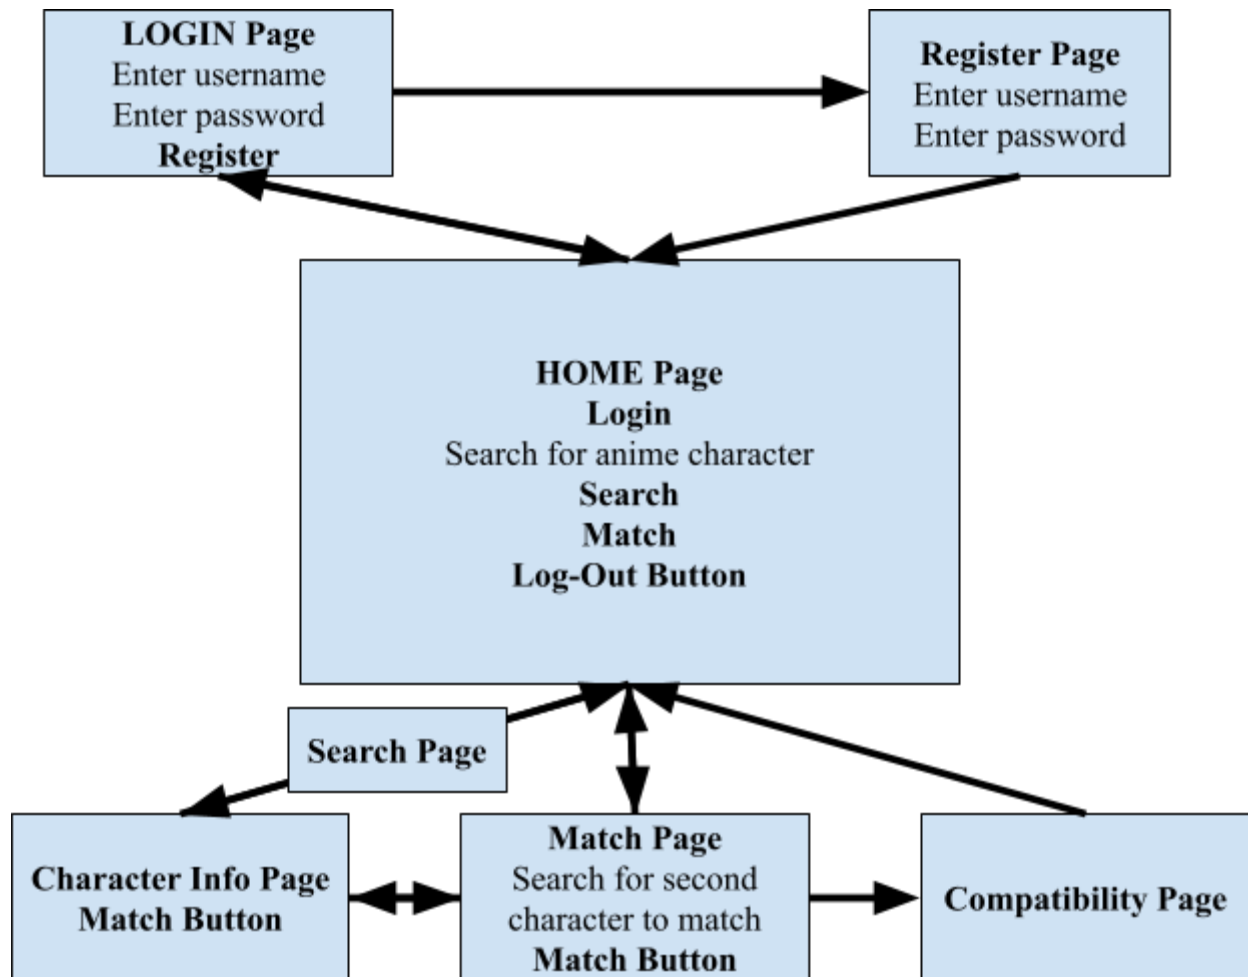 LOGIN Page
Enter username
Enter password
Register
Register Page
Enter username
Enter password
HOME Page
Login
Search for anime character
Search
Match
Log-Out Button
Search Page
Character Info Page
Match Button
Match Page
Search for second
character to match
Match Button
Compatibility Page